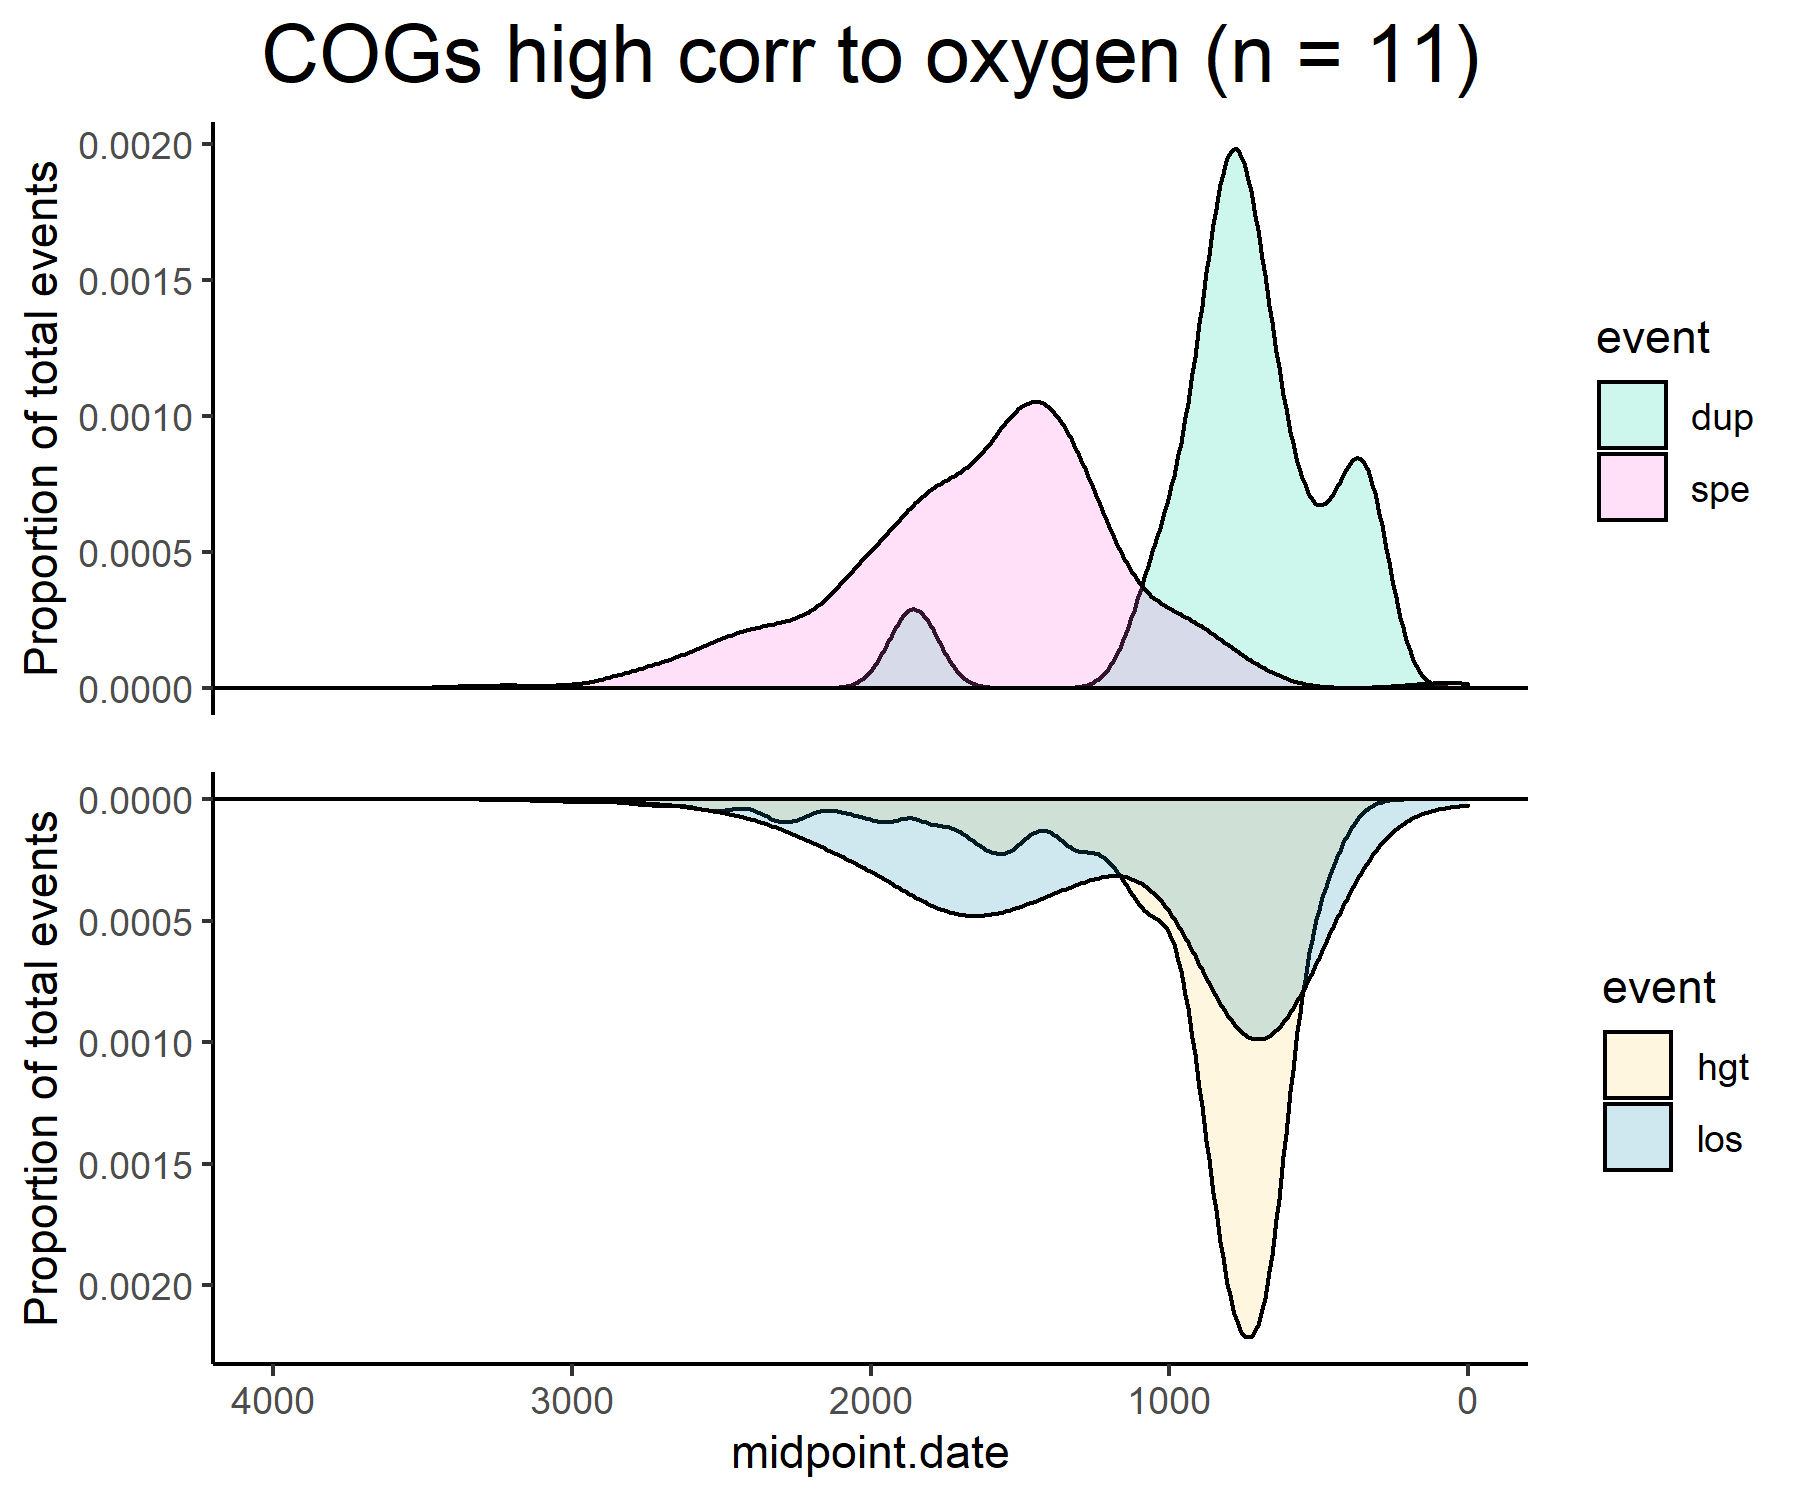 COGs high corr to oxygen (n = 11)
Proportion of total events
0.0020
0.0015
0.0010
0.0005
0.0000
event
dup
spe
Proportion of total events
0.0000
0.0005
0.0010
0.0015
0.0020
event
hgt
los
4000 3000 2000 1000 0
midpoint.date